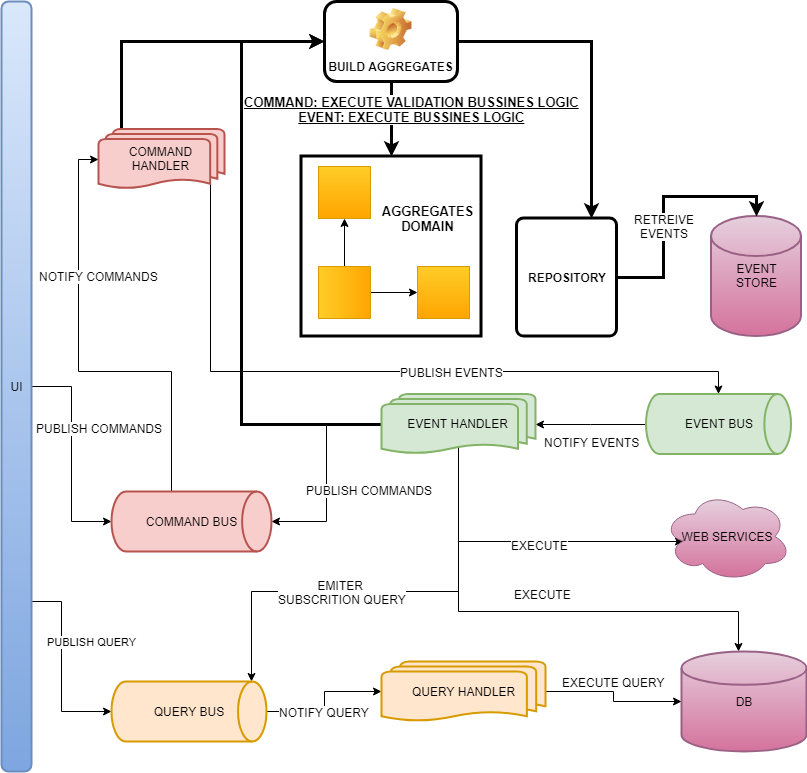 BUILD AGGREGATES
COMMAND: EXECUTE VALIDATION BUSSINES LOGIC
EVENT: EXECUTE BUSSINES LOGIC
COMMAND
HANDLER
AGGREGATES
DOMAIN
RETREIVE
EVENTS
REPOSITORY
EVENT
STORE
NOTIFY COMMANDS
PUBLISH EVENTS
UI
PUBLISH COMMANDS
EVENT HANDLER
EVENT BUS
NOTIFY EVENTS
PUBLISH COMMANDS
COMMAND BUS
WEB SERVICES
EXECUTE
EMITER
SUBSCRITION QUERY
EXECUTE
PUBLISH QUERY
QUERY BUS
NOTIFY QUERY
QUERY HANDLER
EXECUTE QUERY
DB